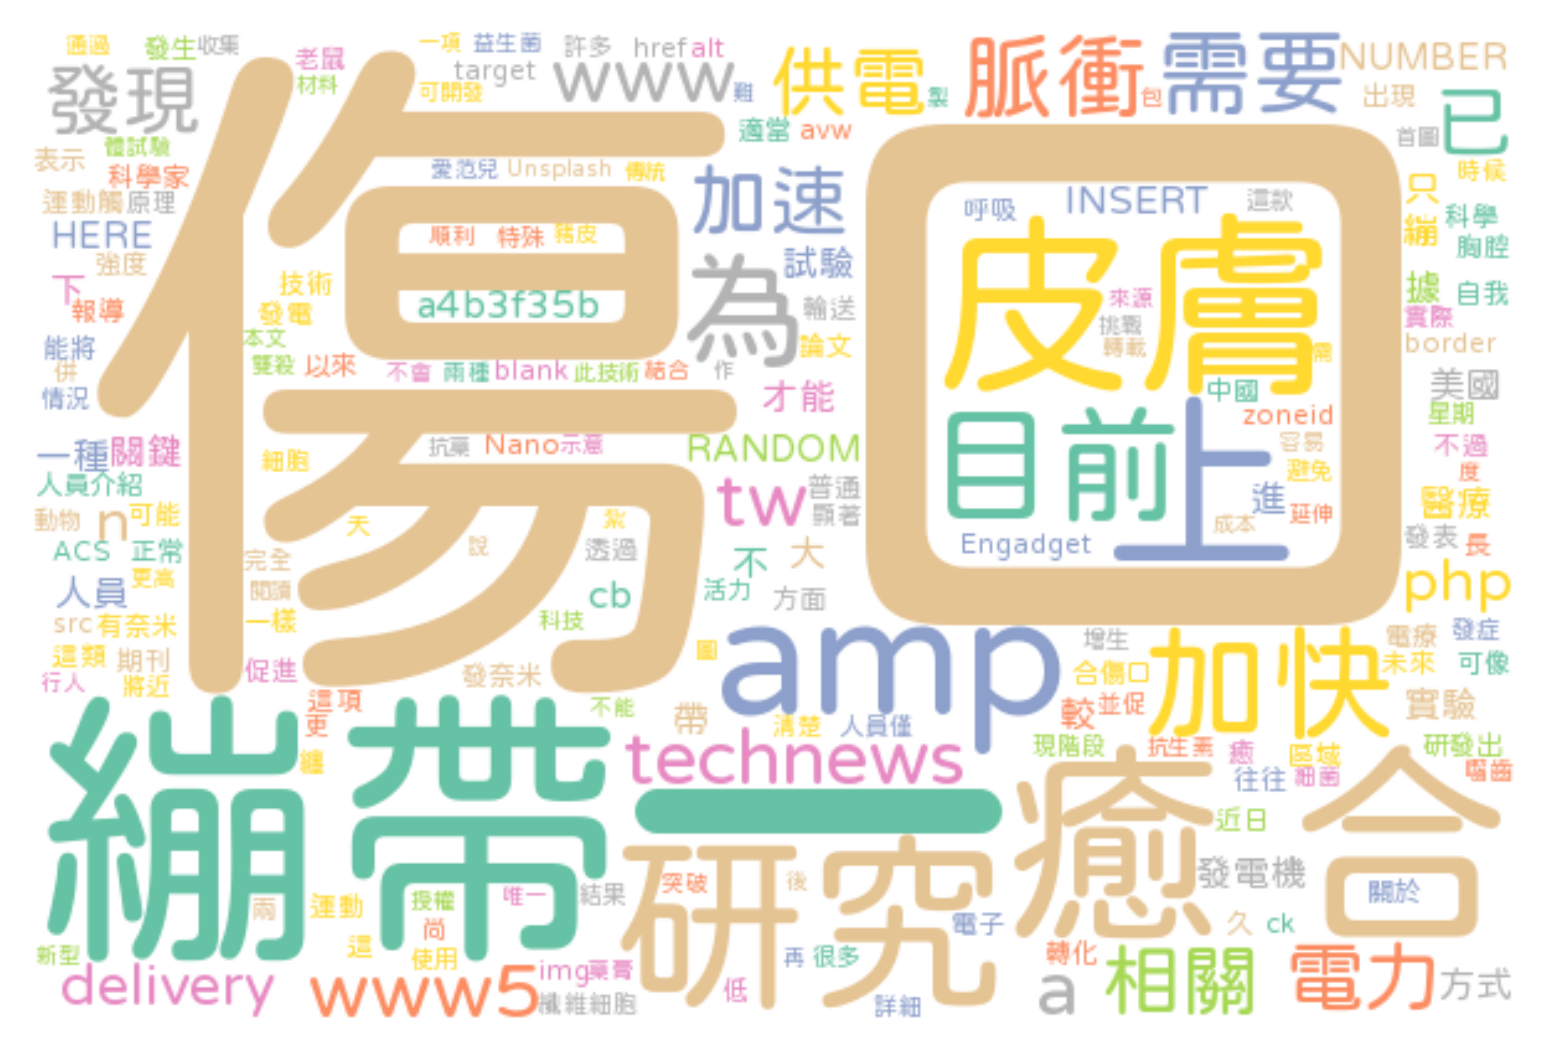 通過 發生 收集 老鼠 一項 益生菌 許多 href alt
發現 材料 target www 難 可開發 供電 製 脈衝 包 需要 NUMBER
出現 已 首圖
體試驗 適當 avw
表示 科學家 愛范兒 Unsplash 傳統 時候
運動觸 原理 加速 呼吸 INSERT 這款 只 科學
HERE 順利 特殊 豬皮 繃 胸腔
強度 試驗 皮膚
下 技術 a4b3f35b 為 輸送 來源 據 自我
報導 發電 挑戰 實際
能將 本文 論文 轉載 需 border
供 雙殺 以來 不會 兩種 blank 此技術 結合 作
情況 才能 中國 美國
傷口
目前 上 zoneid 星期
一種 關鍵 細胞 抗藥 Nano 示意 RANDOM 容易 不過
人員介紹 tw 普通 避免 度
動物 n 可能 天 紮 顯著 進 延伸 醫療
成本
ACS 正常 完全 說 透過 不 大 Engadget 發表 長
人員 更高 閱讀 cb 活力 方面 php
src 有奈米 一樣 科技 增生 電療 發症
這類 期刊 促進 圖 amp 合傷口 加快 未來 可像
行人 將近 發奈米
這項 不能 帶 較 並促 實驗
更 清楚 人員僅
繃帶 technews 現階段 抗生素 癒 區域 研發出
纏 往往 細菌 嚙齒
一 癒合 近日
研究 發電機
兩 運動 授權 唯一 結果 突破 後 關於
尚 電子 久 ck
新型 這 使用 再 很多 轉化
delivery www5 img 藥膏 低 a 相關 電力 方式
纖維細胞 詳細